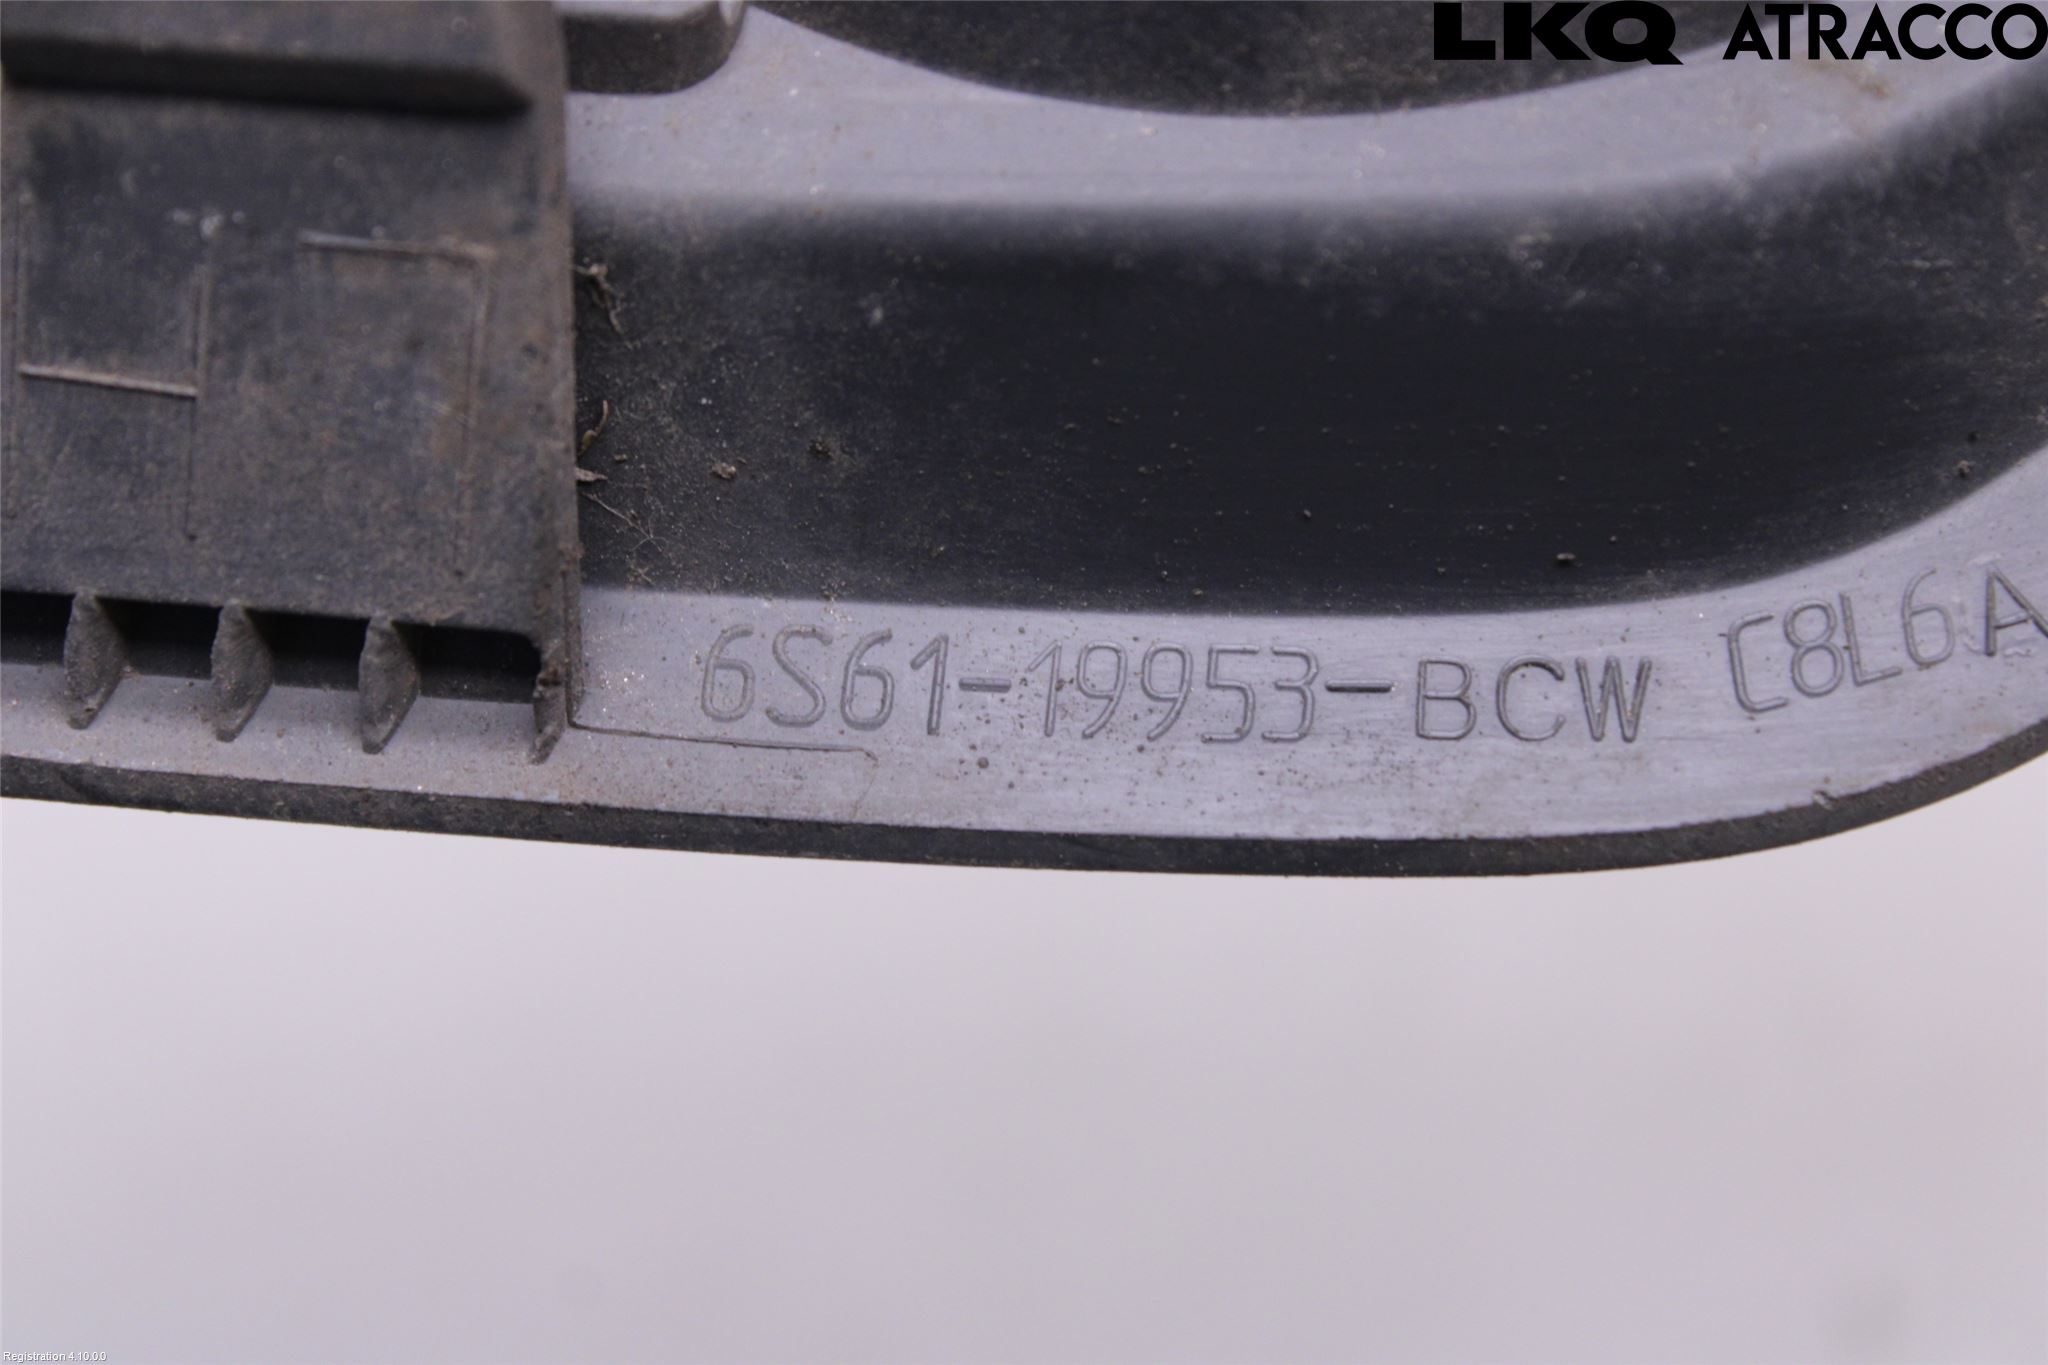 LKQ ATRACCO
6S61-19953-BCW C8L6A
Registration 4.10.0.0